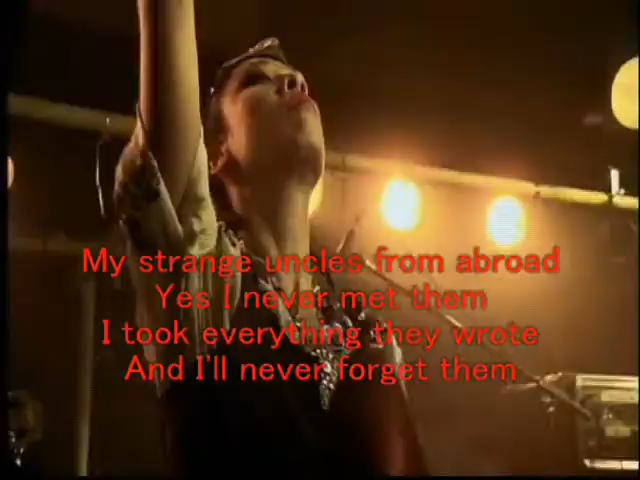 My strange uncles from abroad
Yes I never met them
I took everything they wrote
And I'll never forget them